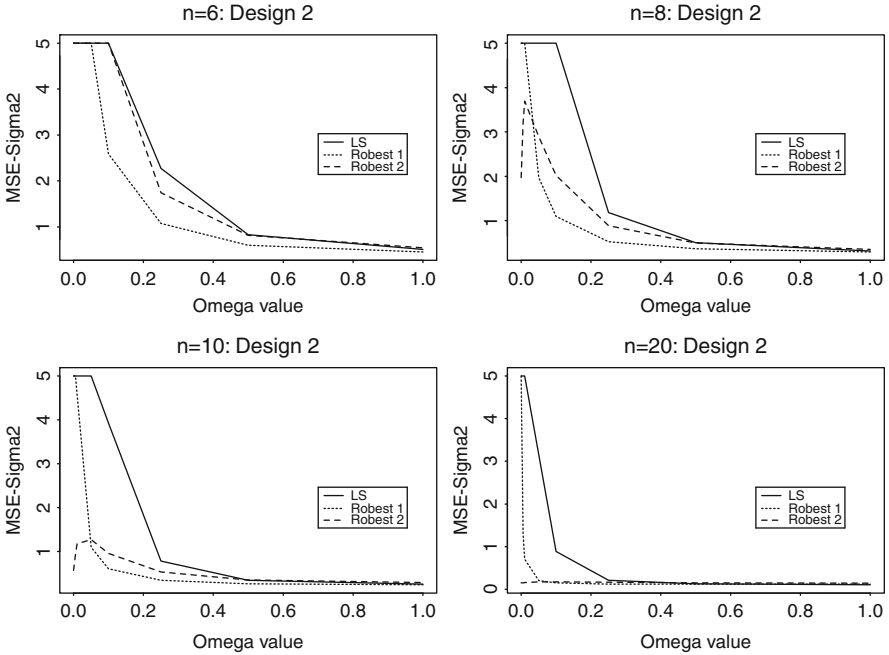 n=6: Design 2
MSE-Sigma2
5
4
3
2
1
LS
Robest 1
Robest 2
0.0 0.2 0.4 0.6 0.8 1.0
Omega value
n=8: Design 2
MSE-Sigma2
5
4
3
2
1
LS
Robest 1
Robest 2
0.0 0.2 0.4 0.6 0.8 1.0
Omega value
n=10: Design 2
MSE-Sigma2
5
4
3
2
1
LS
Robest 1
Robest 2
0.0 0.2 0.4 0.6 0.8 1.0
Omega value
n=20: Design 2
MSE-Sigma2
5
4
3
2
1
0
LS
Robest 1
Robest 2
0.0 0.2 0.4 0.6 0.8 1.0
Omega value